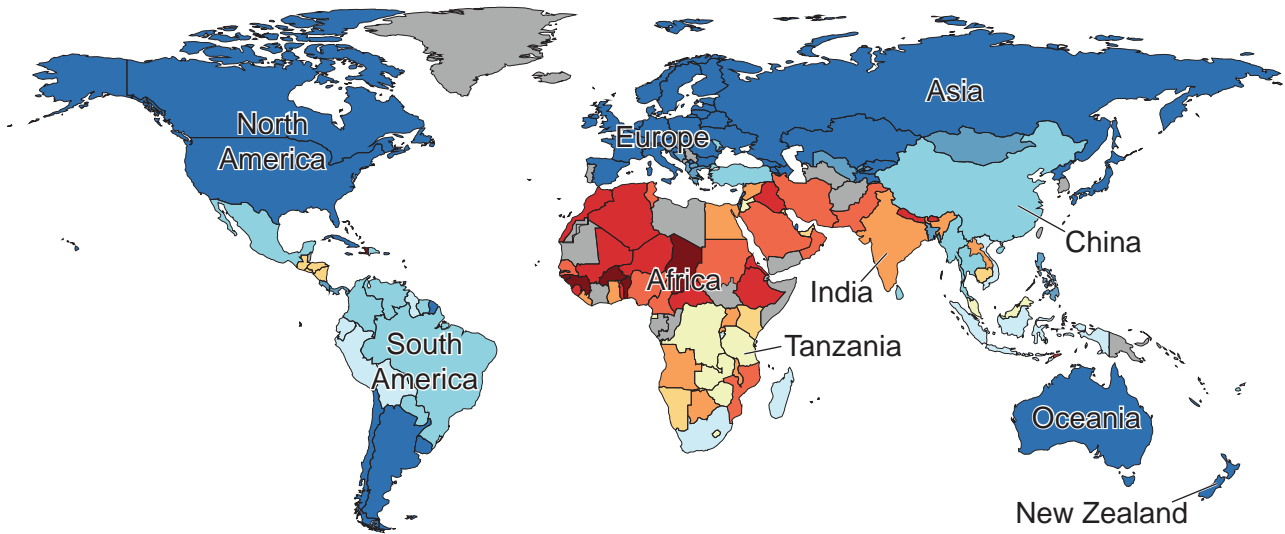 Asia
North
America
Europe
China
Africa
India
South
America
Tanzania
Oceania
New Zealand